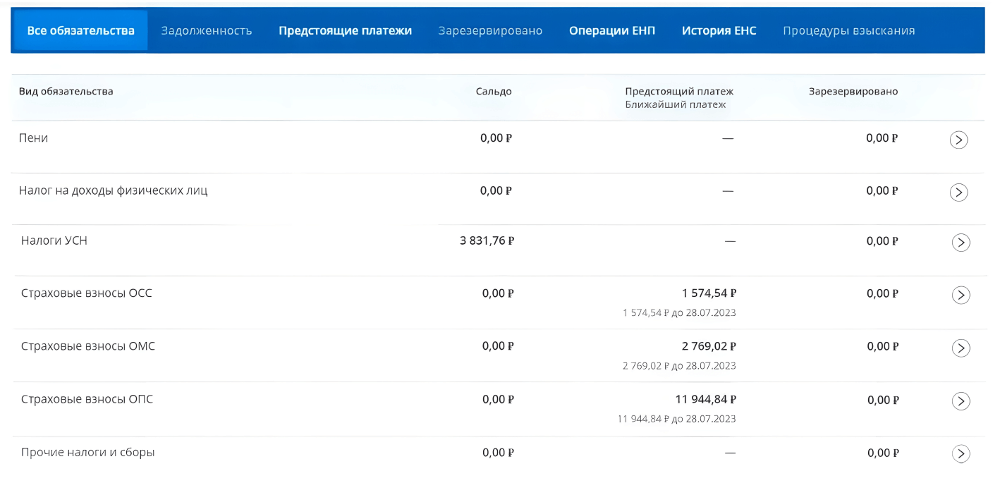 Все обязательства Задолженность Предстоящие платежи Зарезервировано Операции ЕНП История ЕНС Процедуры взыскания
Вид обязательства Сальдо Предстоящий платеж Зарезервировано
Ближайший платеж
Пени 0,00 ₽ — 0,00 ₽
Налог на доходы физических лиц 0,00 ₽ — 0,00 ₽
Налоги УСН 3 831,76 ₽ — 0,00 ₽
Страховые взносы ОСС 0,00 ₽ 1 574,54 ₽ 0,00 ₽
1 574,54 ₽ до 28.07.2023
Страховые взносы ОМС 0,00 ₽ 2 769,02 ₽ 0,00 ₽
2 769,02 ₽ до 28.07.2023
Страховые взносы ОПС 0,00 ₽ 11 944,84 ₽ 0,00 ₽
11 944,84 ₽ до 28.07.2023
Прочие налоги и сборы 0,00 ₽ — 0,00 ₽